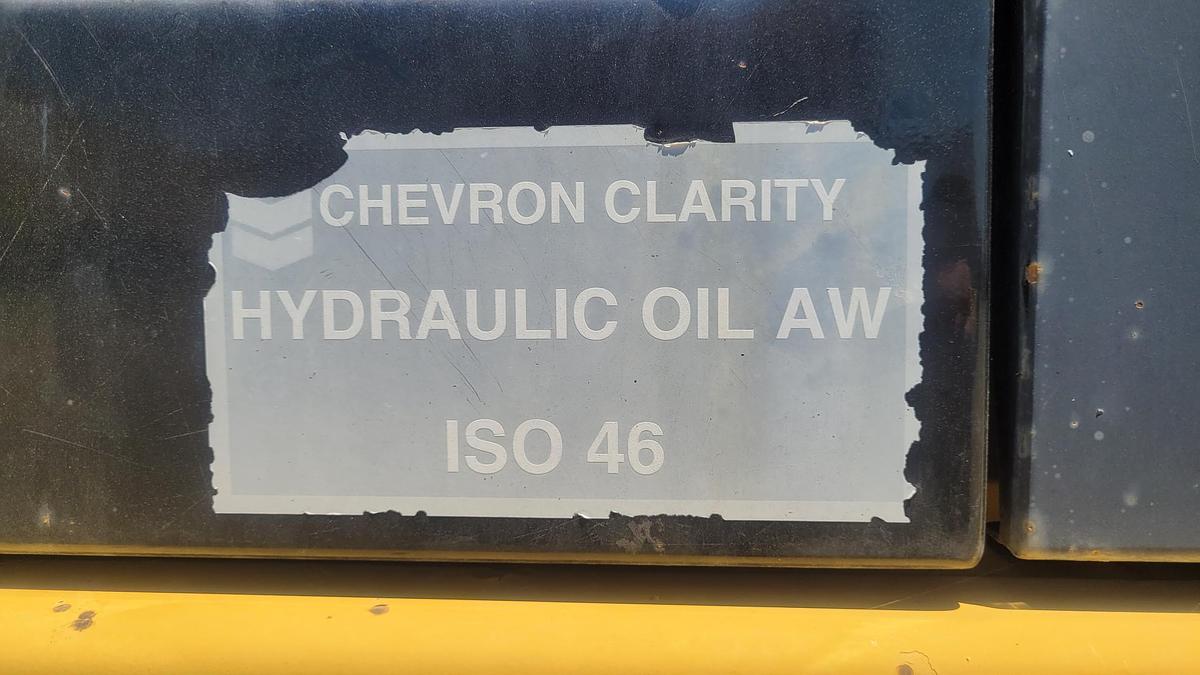 CHEVRON CLARITY
HYDRAULIC OIL AW
ISO 46